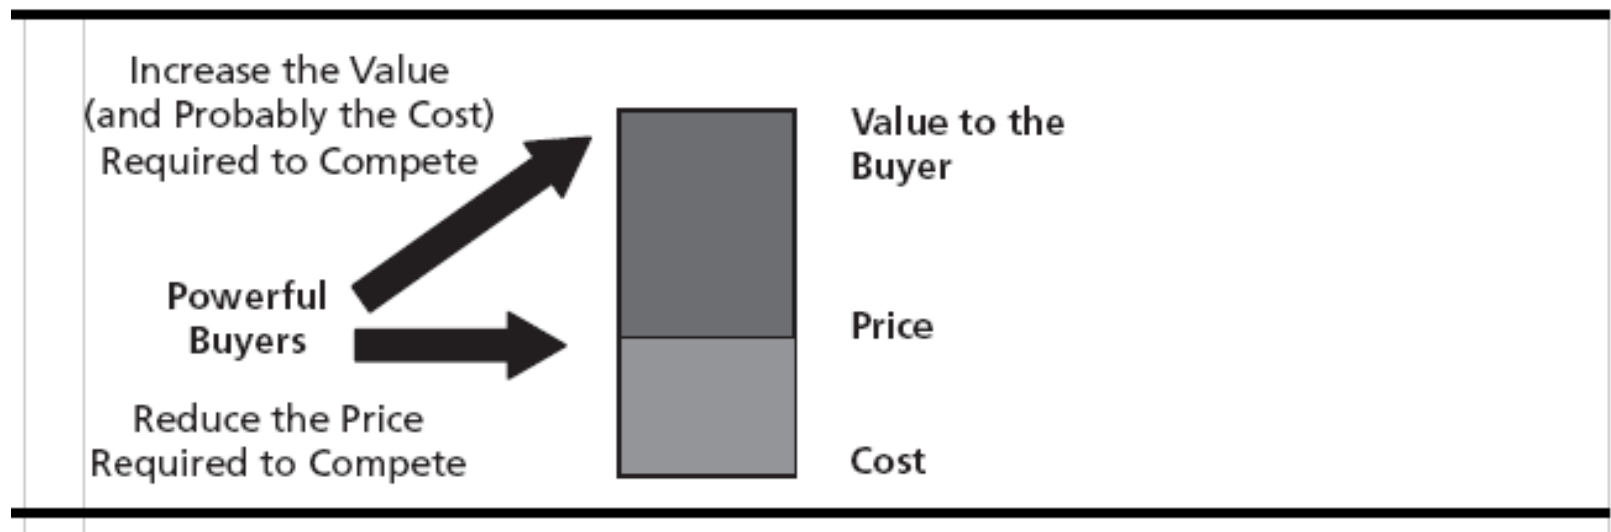 Increase the Value
(and Probably the Cost)
Required to Compete
Value to the
Buyer
Powerful
Buyers
Price
Reduce the Price
Required to Compete
Cost